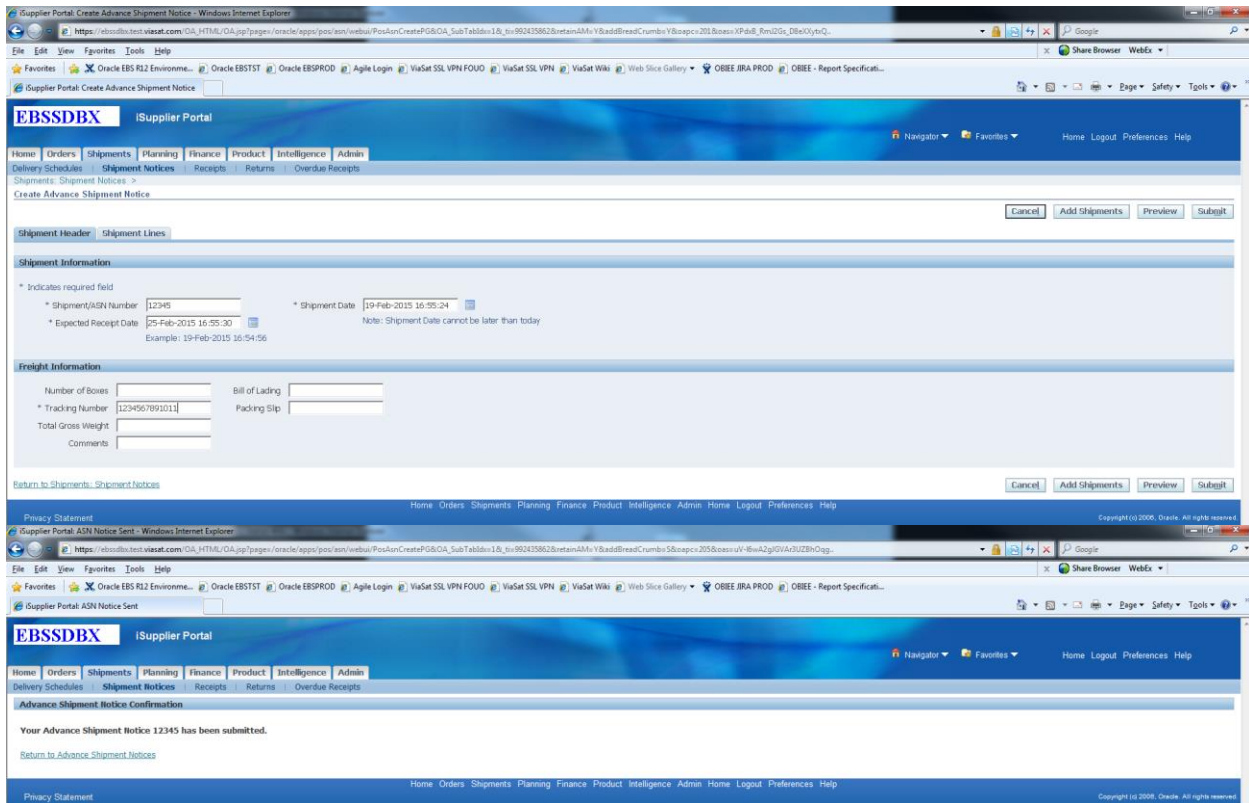 iSupplier Portal: Create Advance Shipment Notice - Windows Internet Explorer
Google
File Edit View Favorites Tools Help
x Share Browser WebEx
Favorites Oracle EBS R12 Environme... Oracle EBSTST Oracle EBSPROD Agile Login ViaSat SSL VPN FOUO ViaSat SSL VPN ViaSat Wiki Web Slice Gallery OBIEE JIRA PROD OBIEE - Report Specificati...
iSupplier Portal: Create Advance Shipment Notice
Page Safety Tools
EBSSDBX iSupplier Portal
Navigator Favorites Home Logout Preferences Help
Home Orders Shipments Planning Finance Product Intelligence Admin
Delivery Schedules | Shipment Notices | Receipts | Returns | Overdue Receipts
Shipments: Shipment Notices >
Create Advance Shipment Notice
Cancel Add Shipments Preview Submit
Shipment Header Shipment Lines
Shipment Information
* Indicates required field
* Shipment/ASN Number 12345 * Shipment Date 19-Feb-2015 16:55:24
* Expected Receipt Date 25-Feb-2015 16:55:30 Note: Shipment Date cannot be later than today
Example: 19-Feb-2015 16:54:56
Freight Information
Number of Boxes Bill of Lading
* Tracking Number 1234567891011 Packing Slip
Total Gross Weight
Comments
Return to Shipments: Shipment Notices Cancel Add Shipments Preview Submit
Home Orders Shipments Planning Finance Product Intelligence Admin Home Logout Preferences Help
Privacy Statement Copyright (c) 2006, Oracle. All rights reserved.
iSupplier Portal: ASN Notice Sent - Windows Internet Explorer
Google
File Edit View Favorites Tools Help
x Share Browser WebEx
Favorites Oracle EBS R12 Environme... Oracle EBSTST Oracle EBSPROD Agile Login ViaSat SSL VPN FOUO ViaSat SSL VPN ViaSat Wiki Web Slice Gallery OBIEE JIRA PROD OBIEE - Report Specificati...
iSupplier Portal: ASN Notice Sent
Page Safety Tools
EBSSDBX iSupplier Portal
Navigator Favorites Home Logout Preferences Help
Home Orders Shipments Planning Finance Product Intelligence Admin
Delivery Schedules | Shipment Notices | Receipts | Returns | Overdue Receipts
Advance Shipment Notice Confirmation
Your Advance Shipment Notice 12345 has been submitted.
Return to Advance Shipment Notices
Home Orders Shipments Planning Finance Product Intelligence Admin Home Logout Preferences Help
Privacy Statement Copyright (c) 2006, Oracle. All rights reserved.